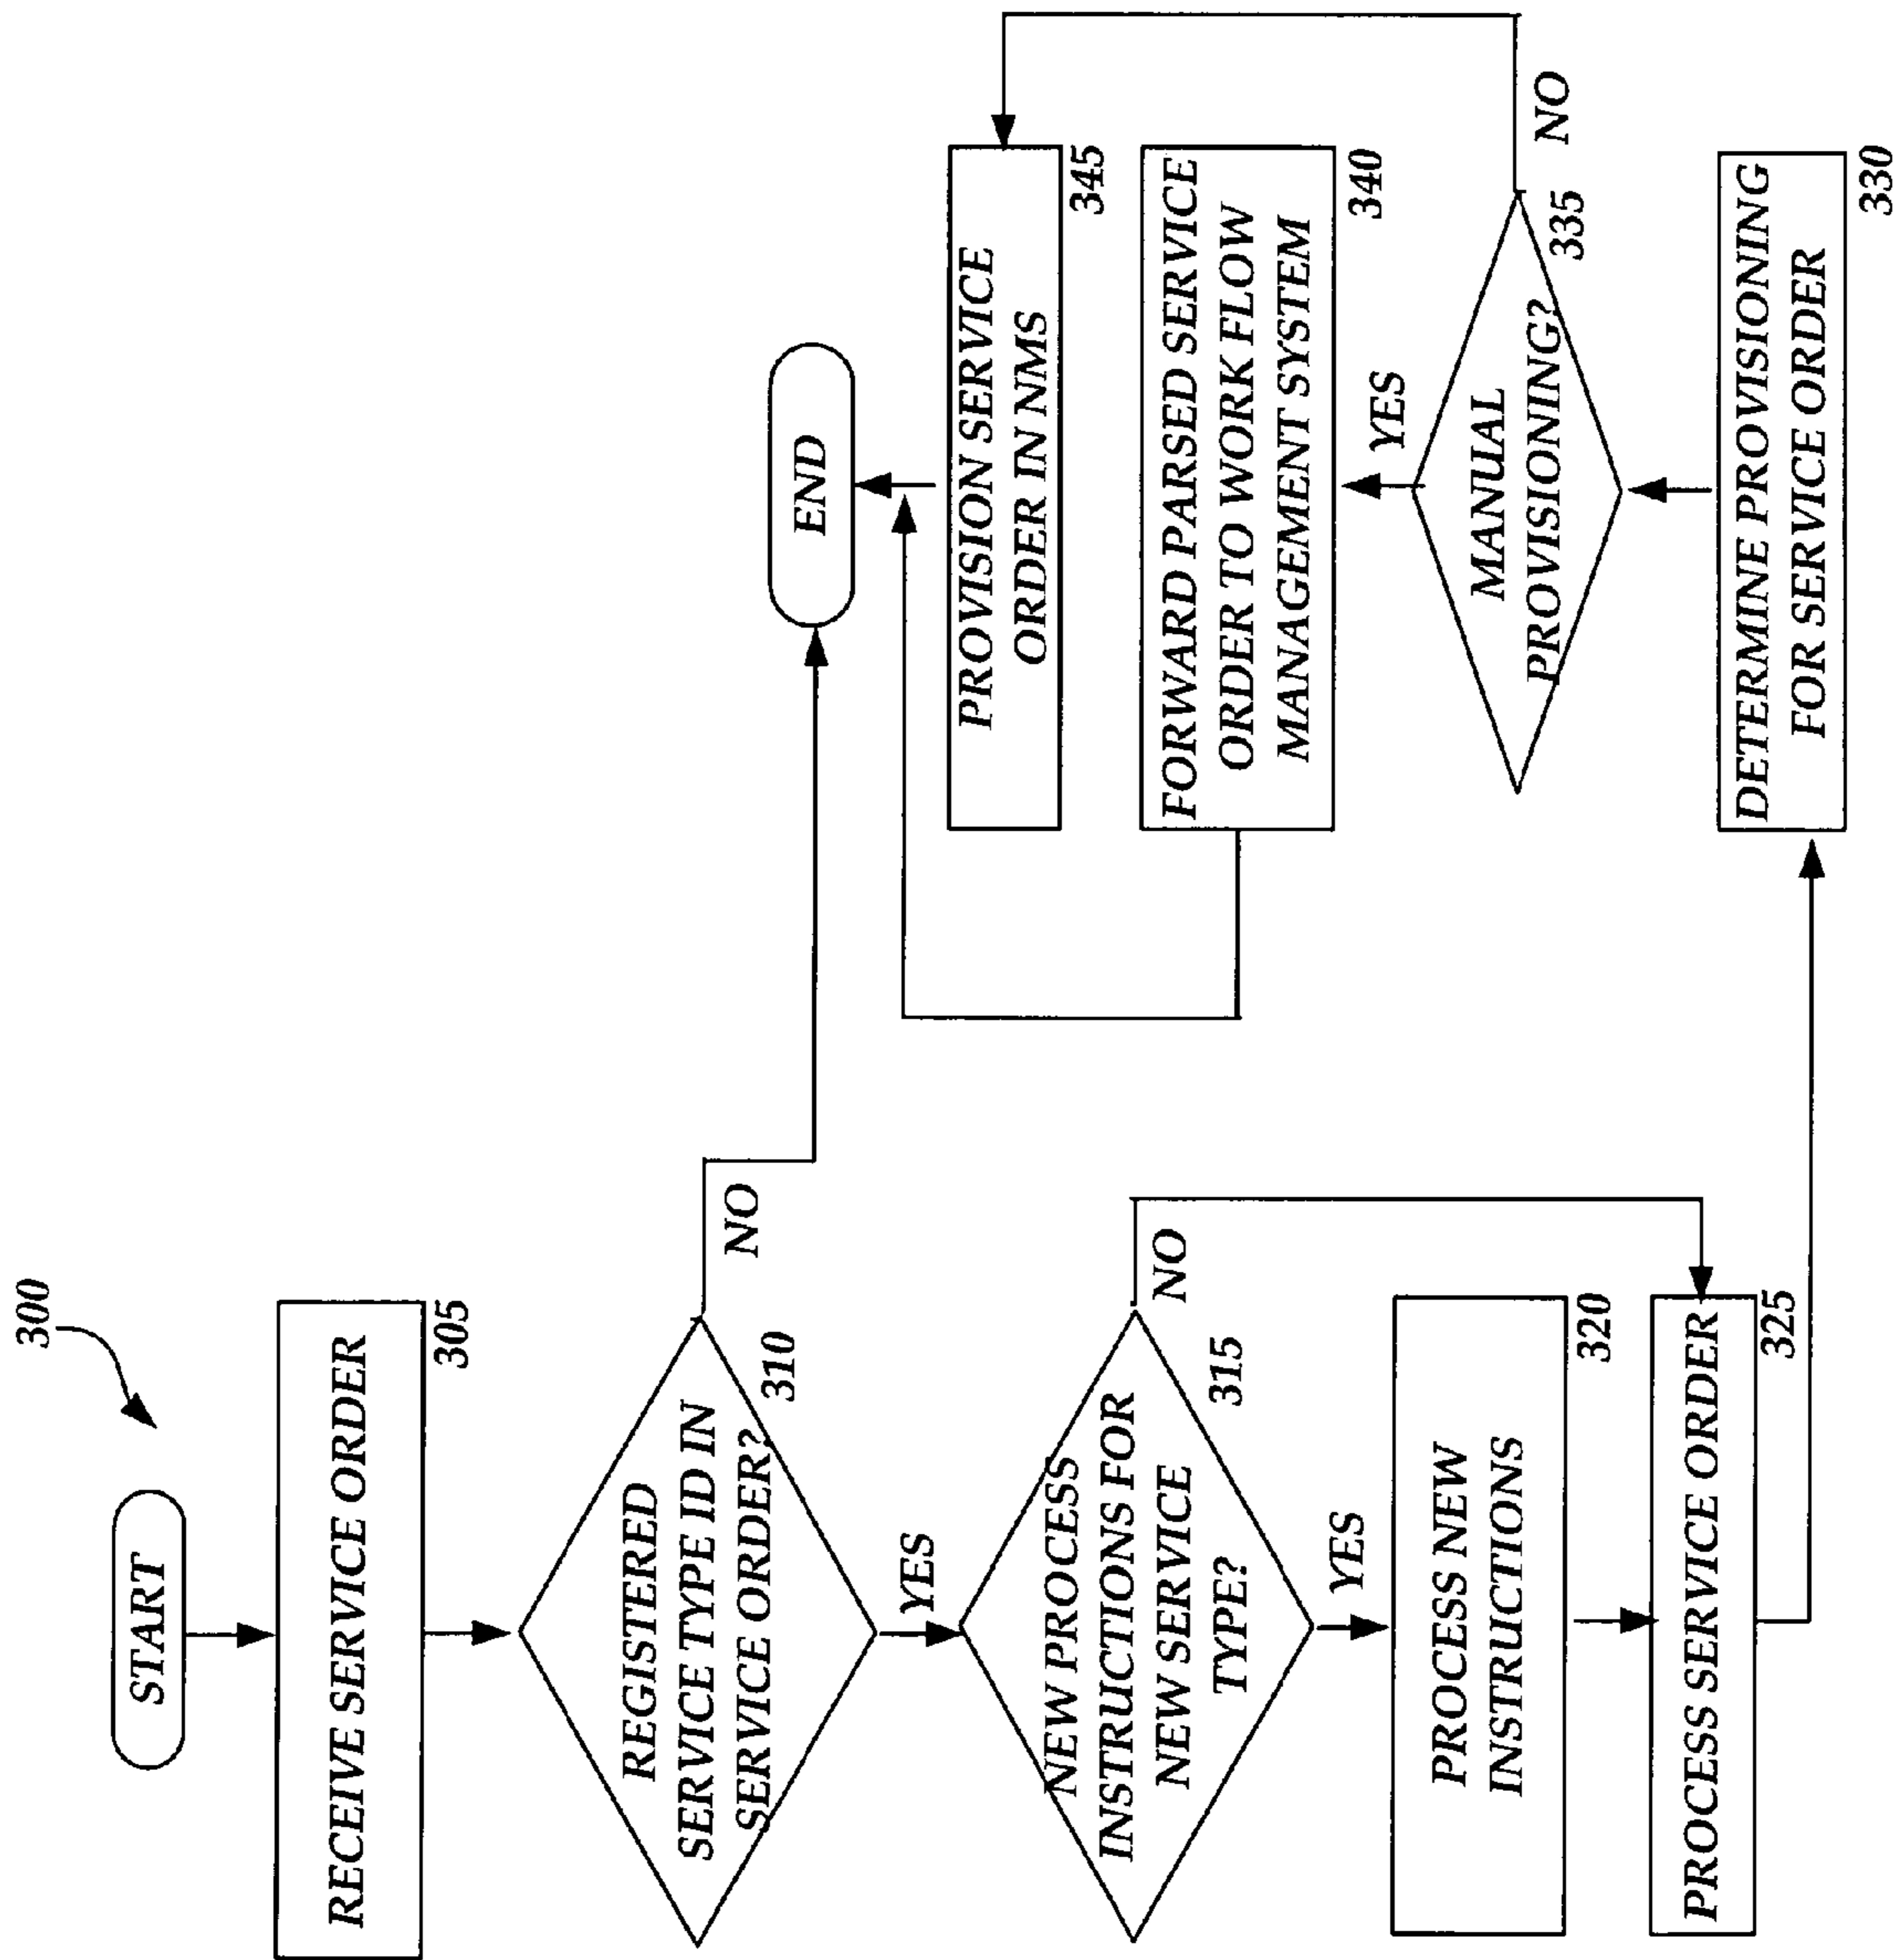 300
START
RECEIVE SERVICE ORDER
305
REGISTERED
SERVICE TYPE ID IN
SERVICE ORDER?
310
NO
YES
NEW PROCESS
INSTRUCTIONS FOR
NEW SERVICE
TYPE?
315
NO
YES
PROCESS NEW
INSTRUCTIONS
320
PROCESS SERVICE ORDER
325
END
PROVISION SERVICE
ORDER IN NMS
345
FORWARD PARSED SERVICE
ORDER TO WORK FLOW
MANAGEMENT SYSTEM
340
YES
MANUAL
PROVISIONING?
335
NO
DETERMINE PROVISIONING
FOR SERVICE ORDER
330